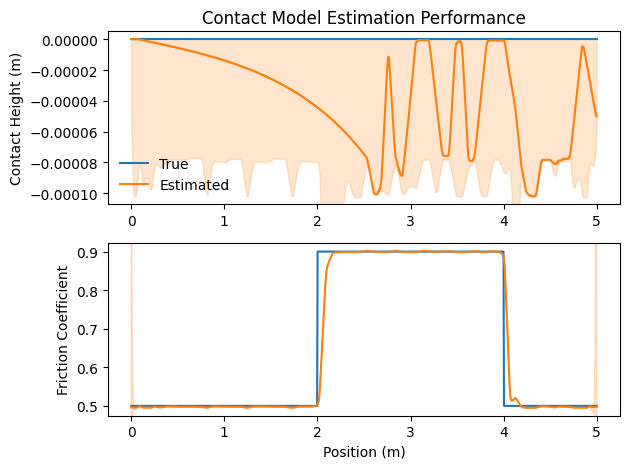 Contact Model Estimation Performance
Contact Height (m)
0.00000
−0.00002
−0.00004
−0.00006
−0.00008
−0.00010
True
Estimated
0 1 2 3 4 5
Friction Coefficient
0.9
0.8
0.7
0.6
0.5
0 1 2 3 4 5
Position (m)